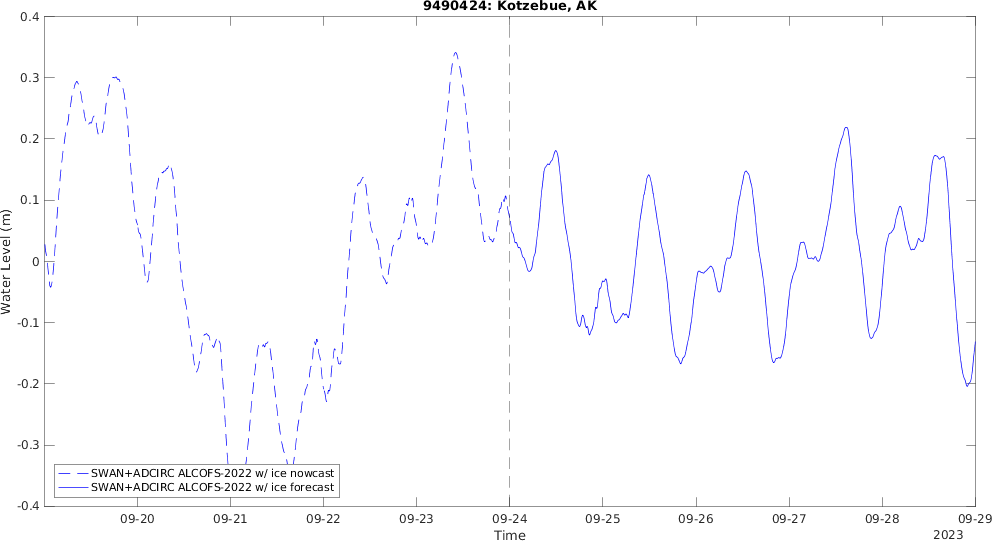 9490424: Kotzebue, AK
0.4
0.3
0.2
0.1
0
-0.1
-0.2
-0.3
-0.4
Water Level (m)
SWAN+ADCIRC ALCOFS-2022 w/ ice nowcast
SWAN+ADCIRC ALCOFS-2022 w/ ice forecast
09-20 09-21 09-22 09-23 09-24 09-25 09-26 09-27 09-28 09-29
Time
2023